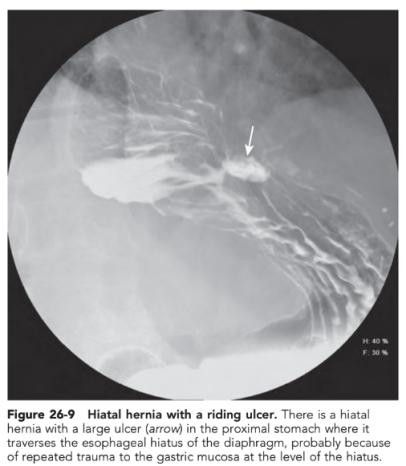 H: 40 %
F: 30 %
Figure 26-9 Hiatal hernia with a riding ulcer. There is a hiatal
hernia with a large ulcer (arrow) in the proximal stomach where it
traverses the esophageal hiatus of the diaphragm, probably because
of repeated trauma to the gastric mucosa at the level of the hiatus.